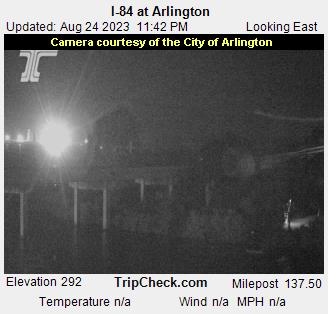 I-84 at Arlington
Updated: Aug 24 2023 11:42 PM Looking East
Camera courtesy of the City of Arlington
Elevation 292 TripCheck.com Milepost 137.50
Temperature n/a Wind n/a MPH n/a